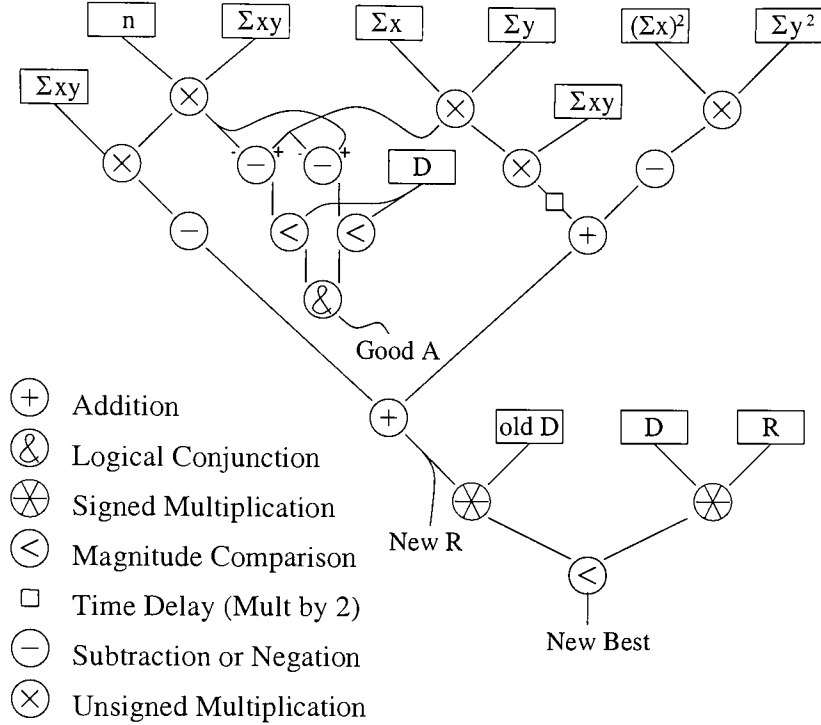 n
Σxy
Σx
Σy
(Σx)²
Σy²
Σxy
Σxy
D
- + - +
& 
Good A
+ Addition
& Logical Conjunction
Signed Multiplication
< Magnitude Comparison
Time Delay (Mult by 2)
− Subtraction or Negation
× Unsigned Multiplication
old D
D
R
New R
New Best